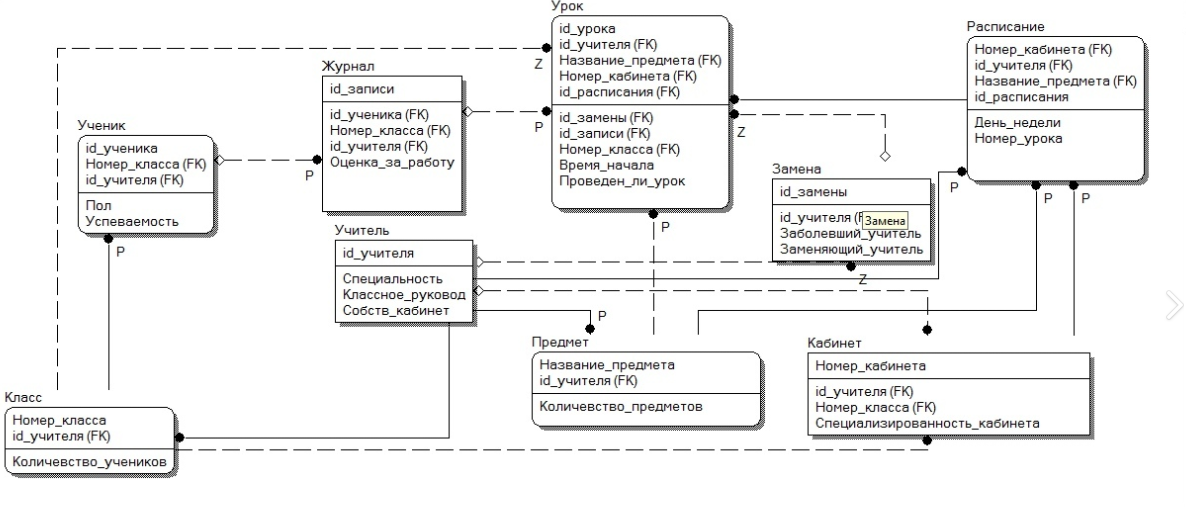 Урок
id_урока
id_учителя (FK)
Название_предмета (FK)
Номер_кабинета (FK)
id_расписания (FK)
id_замены (FK)
id_записи (FK)
Номер_класса (FK)
Время_начала
Проведен_ли_урок
Расписание
Номер_кабинета (FK)
id_учителя (FK)
Название_предмета (FK)
id_расписания
День_недели
Номер_урока
Журнал
id_записи
id_ученика (FK)
Номер_класса (FK)
id_учителя (FK)
Оценка_за_работу
Ученик
id_ученика
Номер_класса (FK)
id_учителя (FK)
Пол
Успеваемость
Замена
id_замены
id_учителя (F
Замена
Заболевший_учитель
Заменяющий_учитель
Учитель
id_учителя
Специальность
Классное_руковод
Собств_кабинет
Предмет
Название_предмета
id_учителя (FK)
Количевство_предметов
Кабинет
Номер_кабинета
id_учителя (FK)
Номер_класса (FK)
Специализированность_кабинета
Класс
Номер_класса
id_учителя (FK)
Количевство_учеников
Z
P
P
Z
P
P
P
P
P
Z
P